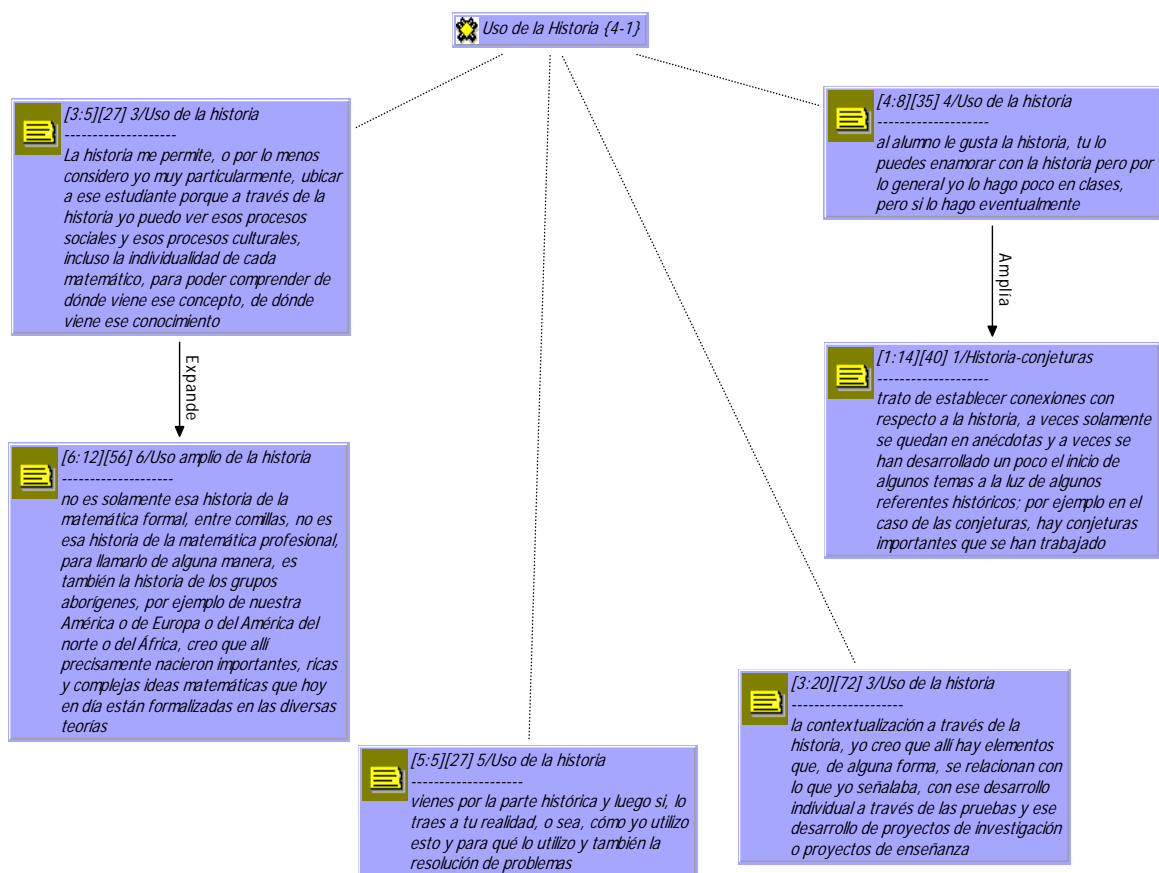 Uso de la Historia {4-1}
[3:5][27] 3/Uso de la historia
--------------------
La historia me permite, o por lo menos
considero yo muy particularmente, ubicar
a ese estudiante porque a través de la
historia yo puedo ver esos procesos
sociales y esos procesos culturales,
incluso la individualidad de cada
matemático, para poder comprender de
dónde viene ese concepto, de dónde
viene ese conocimiento
Expande
[6:12][56] 6/Uso amplio de la historia
--------------------
no es solamente esa historia de la
matemática formal, entre comillas, no es
esa historia de la matemática profesional,
para llamarlo de alguna manera, es
también la historia de los grupos
aborígenes, por ejemplo de nuestra
América o de Europa o del América del
norte o del África, creo que allí
precisamente nacieron importantes, ricas
y complejas ideas matemáticas que hoy
en día están formalizadas en las diversas
teorías
[5:5][27] 5/Uso de la historia
--------------------
vienes por la parte histórica y luego si, lo
traes a tu realidad, o sea, cómo yo utilizo
esto y para qué lo utilizo y también la
resolución de problemas
[4:8][35] 4/Uso de la historia
--------------------
al alumno le gusta la historia, tu lo
puedes enamorar con la historia pero por
lo general yo lo hago poco en clases,
pero si lo hago eventualmente
Amplía
[1:14][40] 1/Historia-conjeturas
--------------------
trato de establecer conexiones con
respecto a la historia, a veces solamente
se quedan en anécdotas y a veces se
han desarrollado un poco el inicio de
algunos temas a la luz de algunos
referentes históricos; por ejemplo en el
caso de las conjeturas, hay conjeturas
importantes que se han trabajado
[3:20][72] 3/Uso de la historia
--------------------
la contextualización a través de la
historia, yo creo que allí hay elementos
que, de alguna forma, se relacionan con
lo que yo señalaba, con ese desarrollo
individual a través de las pruebas y ese
desarrollo de proyectos de investigación
o proyectos de enseñanza